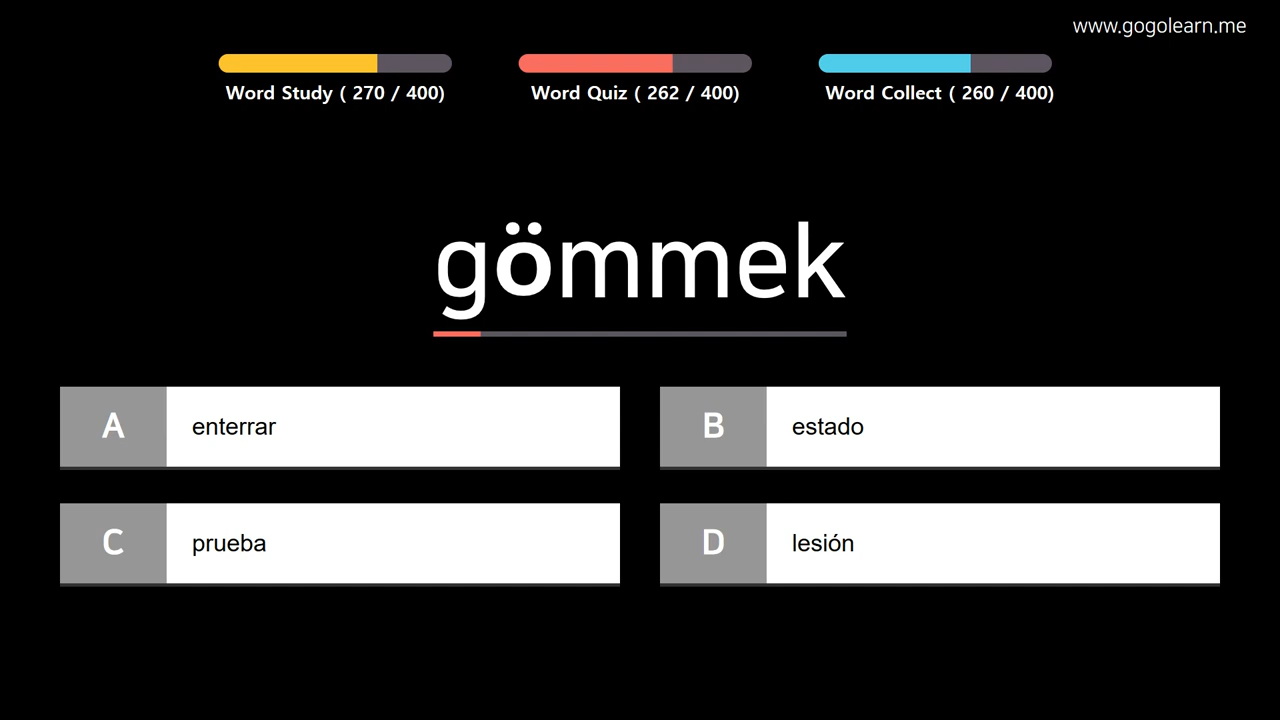 www.gogolearn.me
Word Study ( 270 / 400)
Word Quiz ( 262 / 400)
Word Collect ( 260 / 400)
gömmek
A enterrar
B estado
C prueba
D lesión